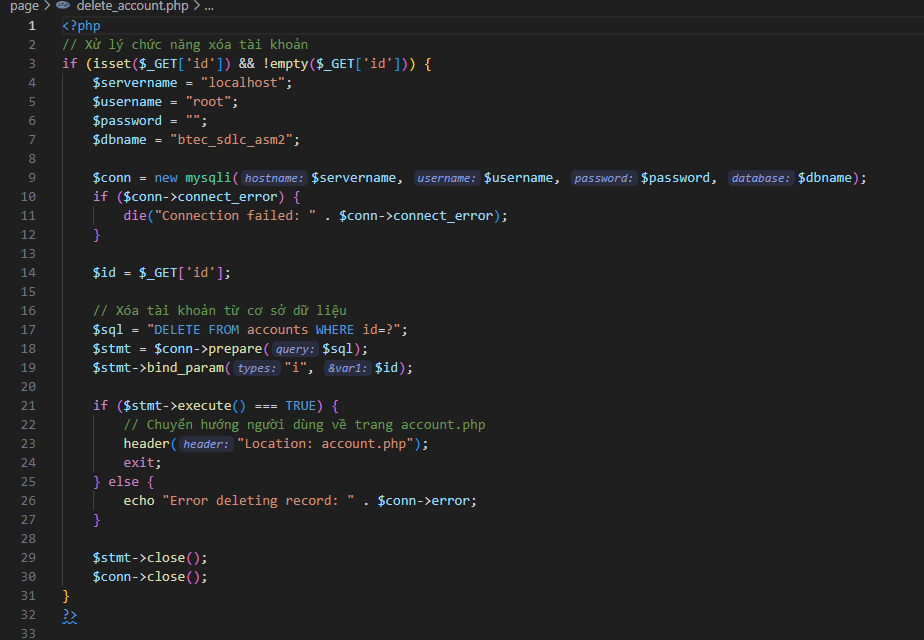 page > delete_account.php > ...
1 <?php
2 // Xử lý chức năng xóa tài khoản
3 if (isset($_GET['id']) && !empty($_GET['id'])) {
4     $servername = "localhost";
5     $username = "root";
6     $password = "";
7     $dbname = "btec_sdlc_asm2";
8
9     $conn = new mysqli(hostname: $servername, username: $username, password: $password, database: $dbname);
10     if ($conn->connect_error) {
11         die("Connection failed: " . $conn->connect_error);
12     }
13
14     $id = $_GET['id'];
15
16     // Xóa tài khoản từ cơ sở dữ liệu
17     $sql = "DELETE FROM accounts WHERE id=?";
18     $stmt = $conn->prepare(query: $sql);
19     $stmt->bind_param(types: "i", &var1: $id);
20
21     if ($stmt->execute() === TRUE) {
22         // Chuyển hướng người dùng về trang account.php
23         header(header: "Location: account.php");
24         exit;
25     } else {
26         echo "Error deleting record: " . $conn->error;
27     }
28
29     $stmt->close();
30     $conn->close();
31 }
32 ?>
33